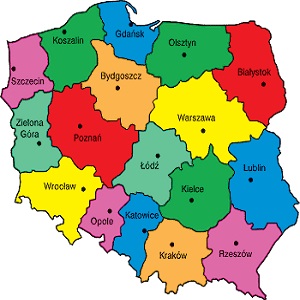 Gdańsk
Koszalin
Olsztyn
Szczecin
Bydgoszcz
Białystok
Zielona
Góra
Poznań
Warszawa
Łódź
Lublin
Wrocław
Kielce
Opole
Katowice
Kraków
Rzeszów